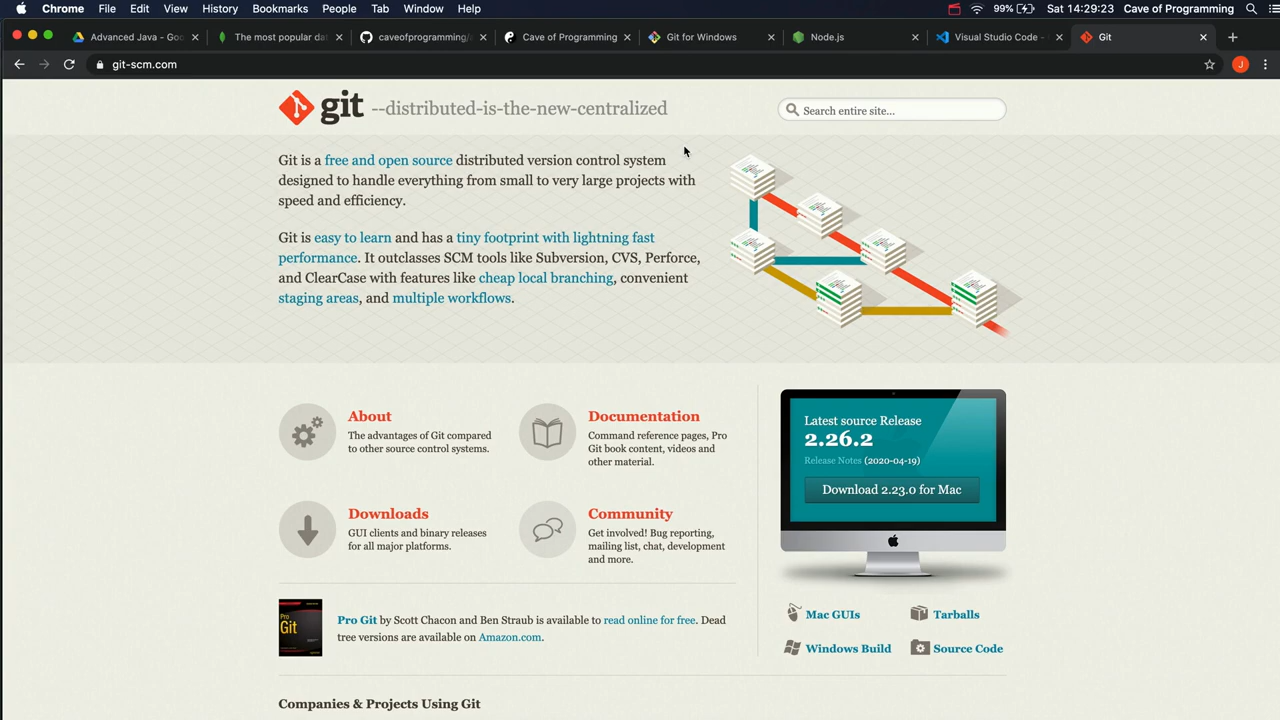 Chrome File Edit View History Bookmarks People Tab Window Help 99% Sat 14:29:23 Cave of Programming
Advanced Java - Goo The most popular da caveofprogramming/ Cave of Programming Git for Windows Node.js Visual Studio Code - Git
git-scm.com J
git --distributed-is-the-new-centralized
Search entire site...
Git is a free and open source distributed version control system
designed to handle everything from small to very large projects with
speed and efficiency.
Git is easy to learn and has a tiny footprint with lightning fast
performance. It outclasses SCM tools like Subversion, CVS, Perforce,
and ClearCase with features like cheap local branching, convenient
staging areas, and multiple workflows.
About
The advantages of Git compared
to other source control systems.
Documentation
Command reference pages, Pro
Git book content, videos and
other material.
Downloads
GUI clients and binary releases
for all major platforms.
Community
Get involved! Bug reporting,
mailing list, chat, development
and more.
Latest source Release
2.26.2
Release Notes (2020-04-19)
Download 2.23.0 for Mac
Mac GUIs Tarballs
Windows Build Source Code
Pro
Git
Pro Git by Scott Chacon and Ben Straub is available to read online for free. Dead
tree versions are available on Amazon.com.
Companies & Projects Using Git